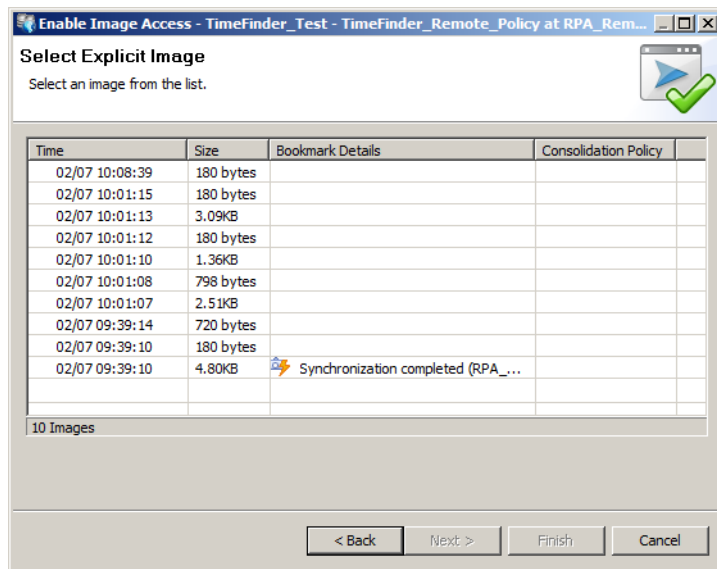 Enable Image Access - TimeFinder_Test - TimeFinder_Remote_Policy at RPA_Rem...
Select Explicit Image
Select an image from the list.
Time Size Bookmark Details Consolidation Policy
02/07 10:08:39 180 bytes
02/07 10:01:15 180 bytes
02/07 10:01:13 3.09KB
02/07 10:01:12 180 bytes
02/07 10:01:10 1.36KB
02/07 10:01:08 798 bytes
02/07 10:01:07 2.51KB
02/07 09:39:14 720 bytes
02/07 09:39:10 180 bytes
02/07 09:39:10 4.80KB Synchronization completed (RPA_...
10 Images
< Back Next > Finish Cancel